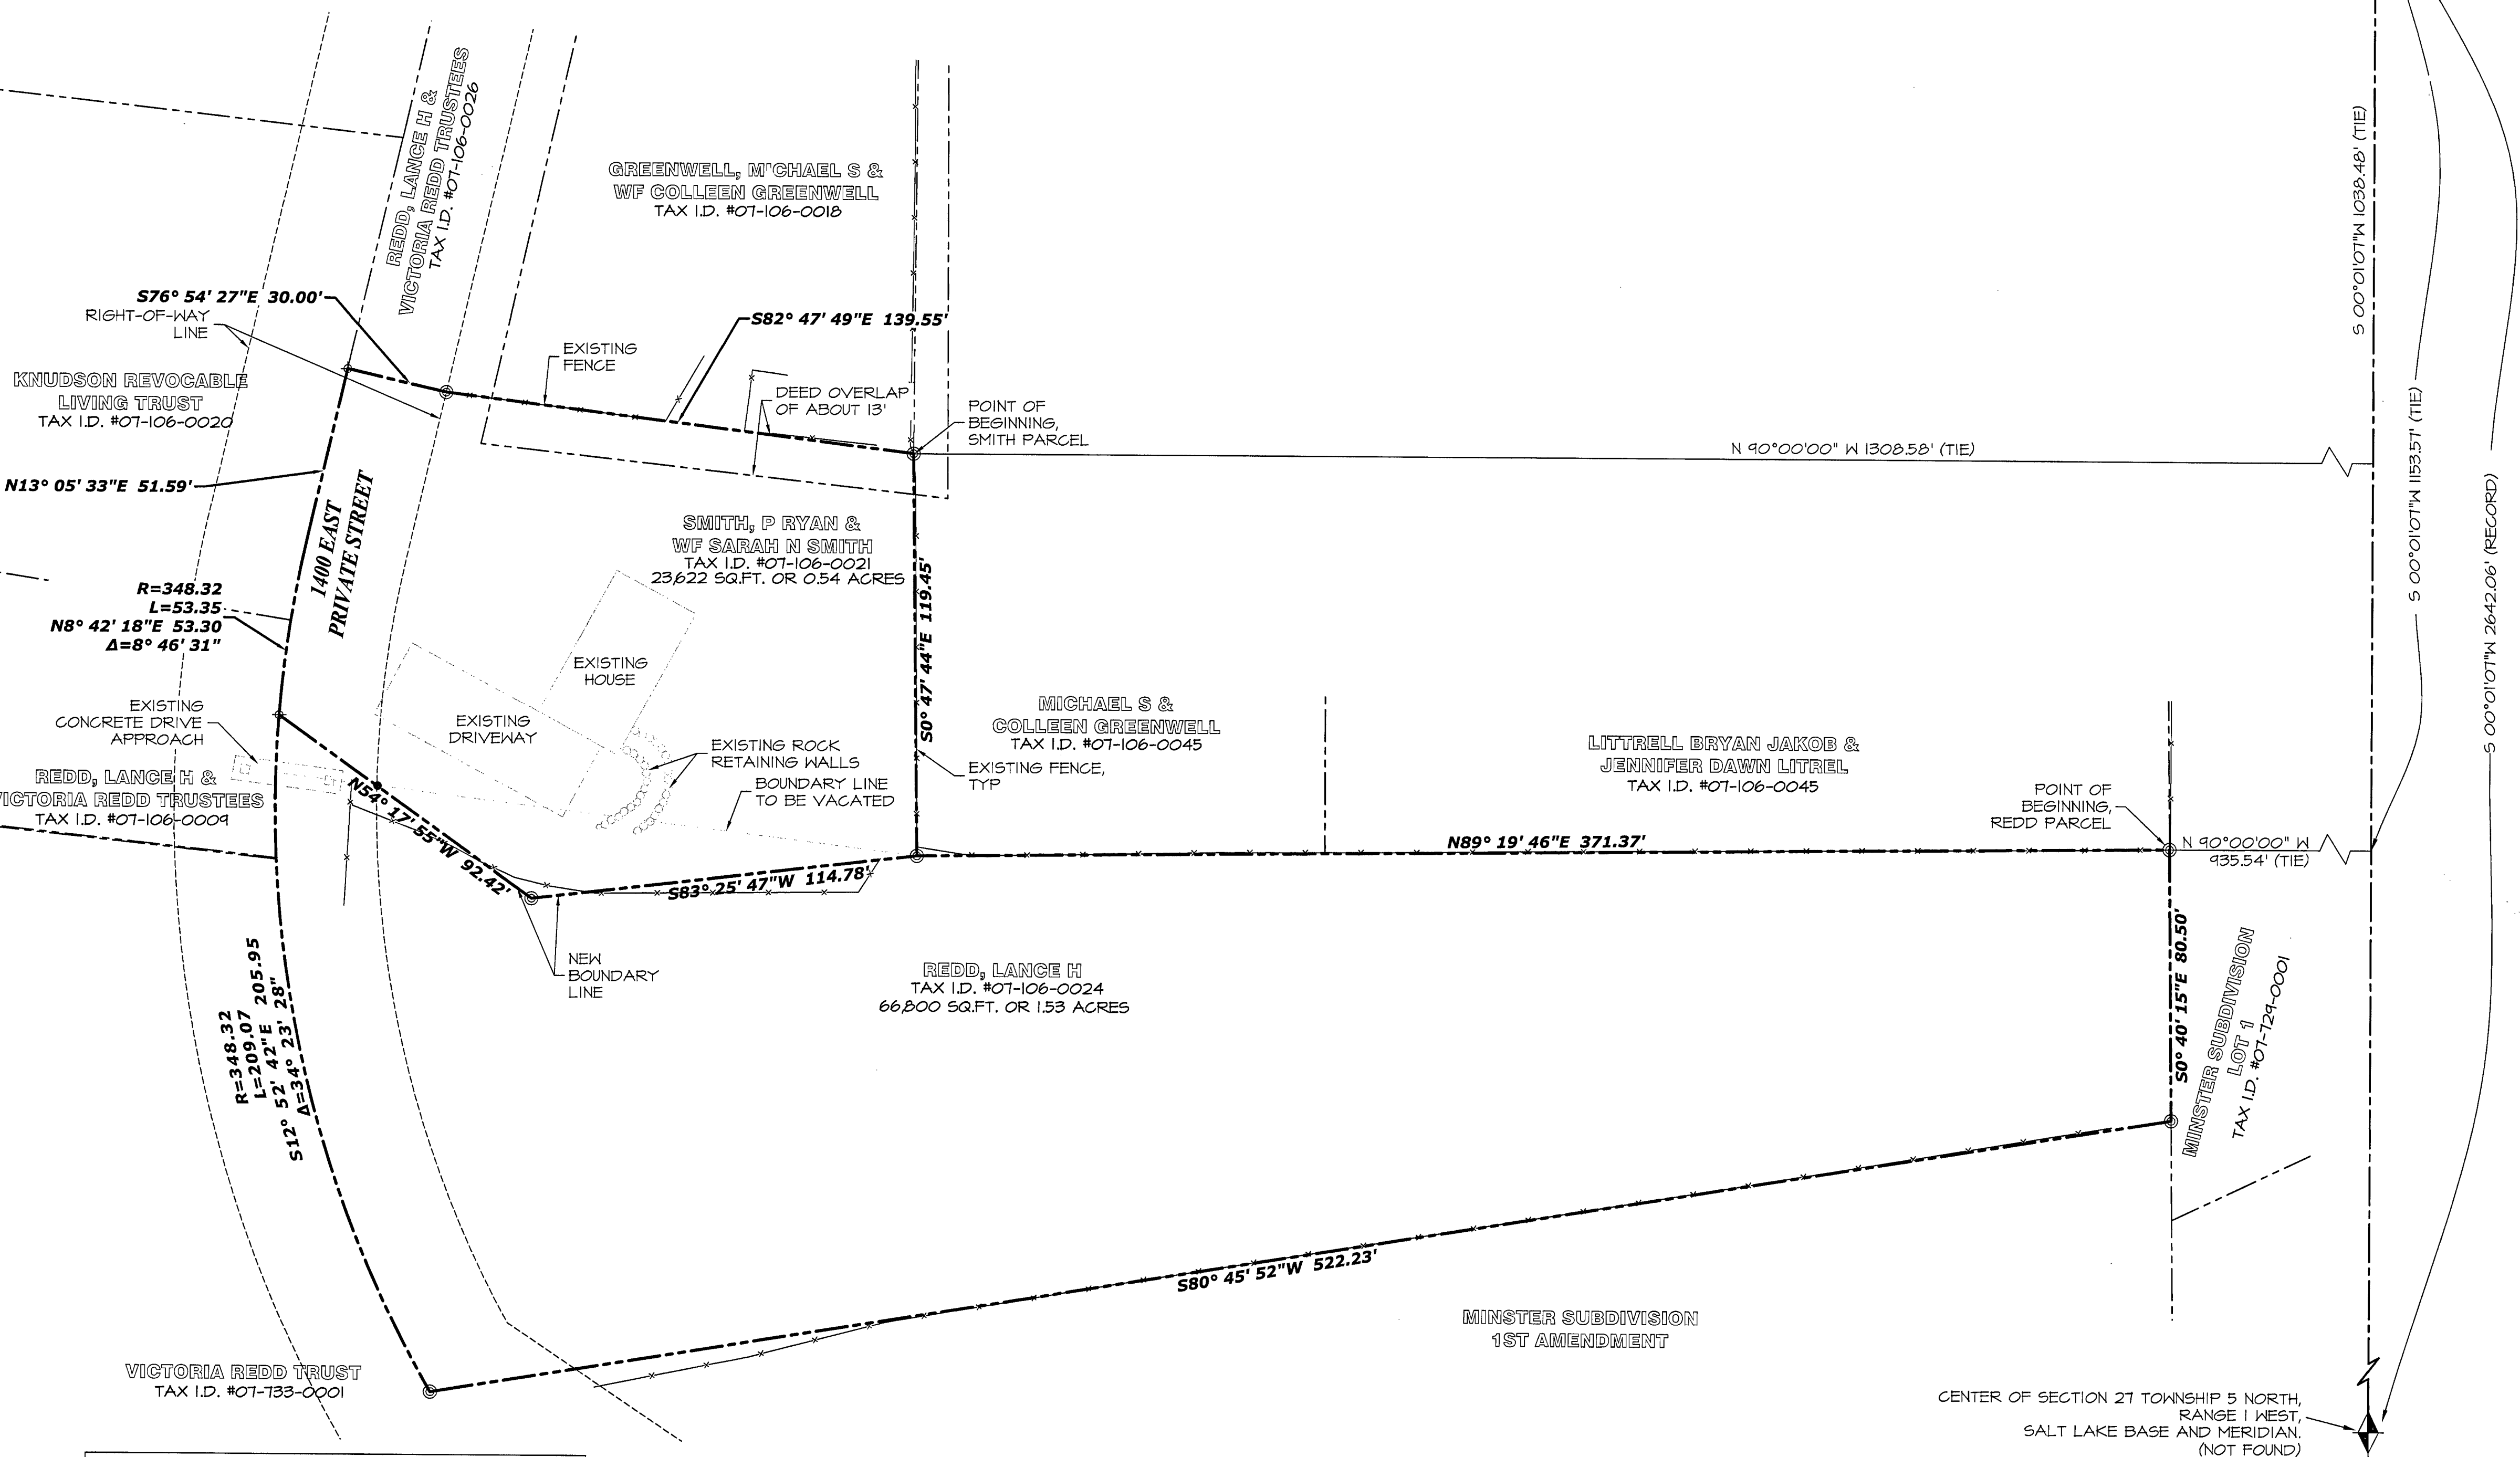 REDD, LANCE H &
VICTORIA REDD TRUSTEES
TAX I.D. #07-106-0026
GREENWELL, M'CHAEL S &
WF COLLEEN GREENWELL
TAX I.D. #07-106-0018
S 00°01'07"W 1038.48' (TIE)
S76° 54' 27"E 30.00'
RIGHT-OF-WAY
LINE
S82° 47' 49"E 139.55'
EXISTING
FENCE
KNUDSON REVOCABLE
LIVING TRUST
TAX I.D. #07-106-0020
DEED OVERLAP
OF ABOUT 13'
POINT OF
BEGINNING,
SMITH PARCEL
N 90°00'00" W 1308.58' (TIE)
S 00°01'07"W 1153.57' (TIE)
S 00°01'07"W 2642.06' (RECORD)
N13° 05' 33"E 51.59'
1400 EAST
PRIVATE STREET
SMITH, P RYAN &
WF SARAH N SMITH
TAX I.D. #07-106-0021
23,622 SQ.FT. OR 0.54 ACRES
S0° 47' 44"E 119.45'
R=348.32
L=53.35
N8° 42' 18"E 53.30
Δ=8° 46' 31"
EXISTING
HOUSE
EXISTING
CONCRETE DRIVE
APPROACH
EXISTING
DRIVEWAY
EXISTING ROCK
RETAINING WALLS
BOUNDARY LINE
TO BE VACATED
MICHAEL S &
COLLEEN GREENWELL
TAX I.D. #07-106-0045
EXISTING FENCE,
TYP
LITTRELL BRYAN JAKOB &
JENNIFER DAWN LITREL
TAX I.D. #07-106-0045
POINT OF
BEGINNING,
REDD PARCEL
REDD, LANCE H &
VICTORIA REDD TRUSTEES
TAX I.D. #07-106-0009
N54° 17' 55"W 92.42'
S83° 25' 47"W 114.78'
N89° 19' 46"E 371.37'
N 90°00'00" W
935.54' (TIE)
NEW
BOUNDARY
LINE
REDD, LANCE H
TAX I.D. #07-106-0024
66,800 SQ.FT. OR 1.53 ACRES
S0° 40' 15"E 80.50'
MINSTER SUBDIVISION
LOT 1
TAX I.D. #07-729-0001
R=348.32
L=209.07
S12° 52' 42"E 205.95
Δ=34° 23' 28"
S80° 45' 52"W 522.23'
MINSTER SUBDIVISION
1ST AMENDMENT
VICTORIA REDD TRUST
TAX I.D. #07-733-0001
CENTER OF SECTION 27 TOWNSHIP 5 NORTH,
RANGE 1 WEST,
SALT LAKE BASE AND MERIDIAN.
(NOT FOUND)